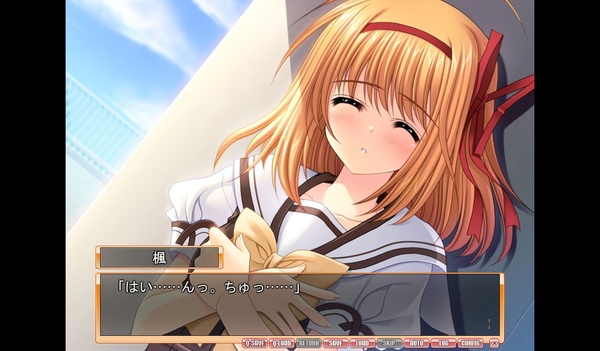 楓
「はい……んっ。ちゅっ……」
Q.SAVE Q.LOAD RETURN SAVE LOAD SKIP AUTO LOG CONFIG